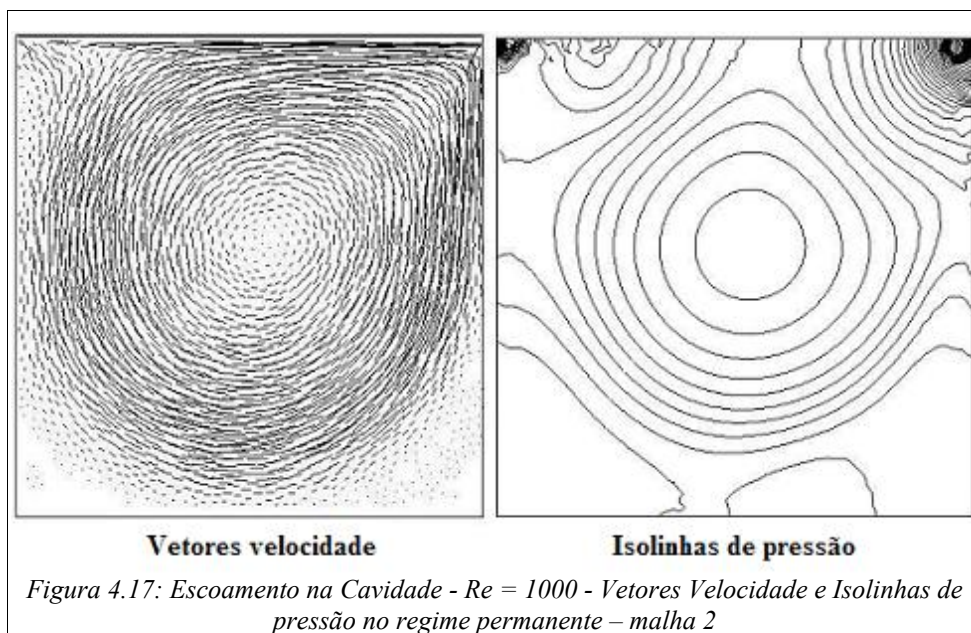 Vetores velocidade
Isolinhas de pressão
Figura 4.17: Escoamento na Cavidade - Re = 1000 - Vetores Velocidade e Isolinhas de
pressão no regime permanente – malha 2